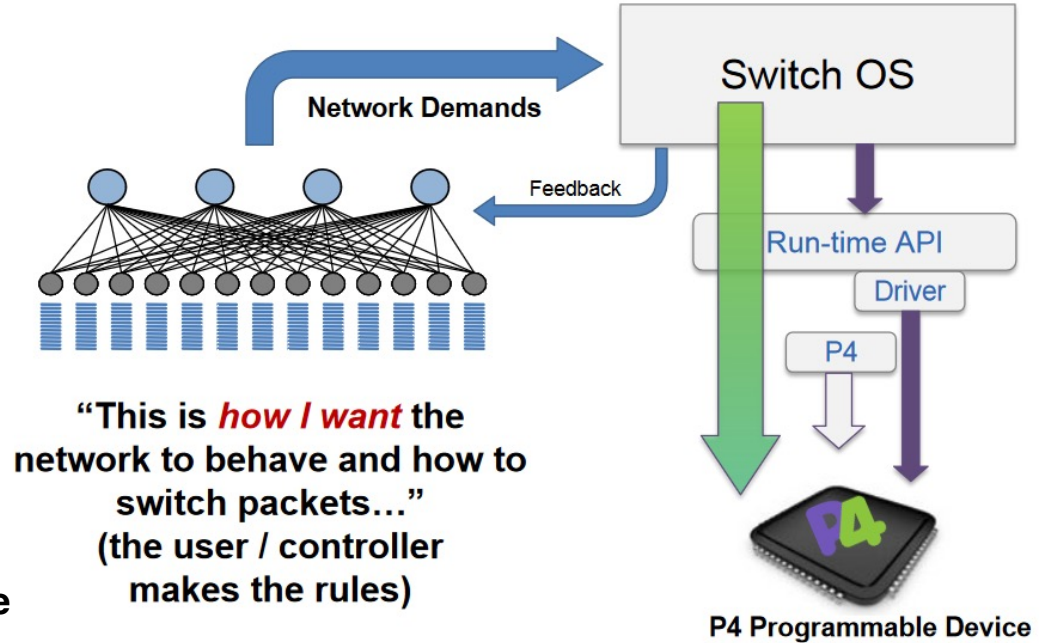 Switch OS
Network Demands
Feedback
Run-time API
Driver
P4
“This is how I want the
network to behave and how to
switch packets…”
(the user / controller
makes the rules)
e
P4
P4 Programmable Device